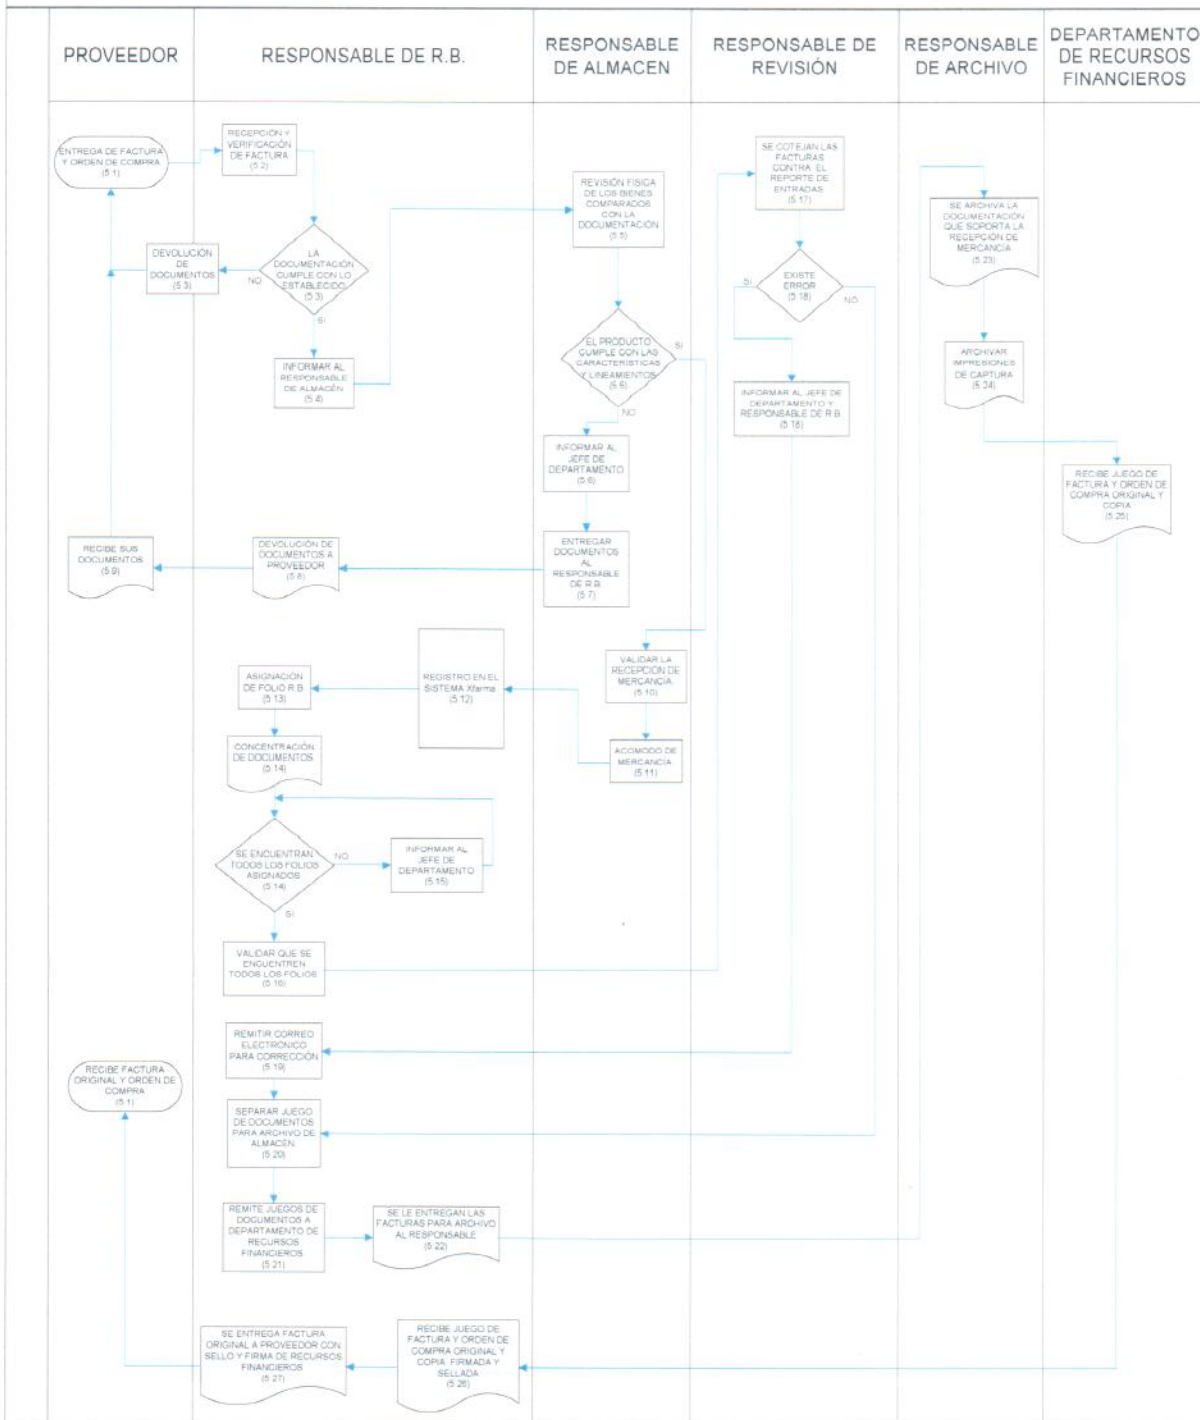 PROVEEDOR
RESPONSABLE DE R.B.
RESPONSABLE
DE ALMACEN
RESPONSABLE DE
REVISIÓN
RESPONSABLE
DE ARCHIVO
DEPARTAMENTO
DE RECURSOS
FINANCIEROS
ENTREGA DE FACTURA
Y ORDEN DE COMPRA
(5.1)
RECEPCIÓN Y
VERIFICACIÓN
DE FACTURA
(5.2)
LA
DOCUMENTACIÓN
CUMPLE CON LO
ESTABLECIDO
(5.3)
NO
SI
DEVOLUCIÓN
DE
DOCUMENTOS
(5.3)
INFORMAR AL
RESPONSABLE
DE ALMACÉN
(5.4)
REVISIÓN FISICA
DE LOS BIENES
COMPARADOS
CON LA
DOCUMENTACIÓN
(5.5)
EL PRODUCTO
CUMPLE CON LAS
CARACTERÍSTICAS
Y LINEAMIENTOS
(5.5)
SI
NO
INFORMAR AL
JEFE DE
DEPARTAMENTO
(5.6)
ENTREGAR
DOCUMENTOS
AL
RESPONSABLE
DE R.B.
(5.7)
DEVOLUCIÓN DE
DOCUMENTOS A
PROVEEDOR
(5.8)
RECIBE SUS
DOCUMENTOS
(5.9)
VALIDAR LA
RECEPCION DE
MERCANCÍA
(5.10)
ACOMODO DE
MERCANCÍA
(5.11)
REGISTRO EN EL
SISTEMA Xfarma
(5.12)
ASIGNACIÓN
DE FOLIO R.B.
(5.13)
CONCENTRACIÓN
DE DOCUMENTOS
(5.14)
SE ENCUENTRAN
TODOS LOS FOLIOS
ASIGNADOS
(5.14)
NO
SI
INFORMAR AL
JEFE DE
DEPARTAMENTO
(5.15)
VALIDAR QUE SE
ENCUENTREN
TODOS LOS FOLIOS
(5.16)
SE COTEJAN LAS
FACTURAS
CONTRA EL
REPORTE DE
ENTRADAS
(5.17)
EXISTE
ERROR
(5.18)
SI
NO
INFORMAR AL JEFE DE
DEPARTAMENTO Y
RESPONSABLE DE R.B.
(5.18)
REMITIR CORREO
ELECTRÓNICO
PARA CORRECCIÓN
(5.19)
SEPARAR JUEGO
DE DOCUMENTOS
PARA ARCHIVO DE
ALMACÉN
(5.20)
REMITE JUEGOS DE
DOCUMENTOS A
DEPARTAMENTO DE
RECURSOS
FINANCIEROS
(5.21)
SE LE ENTREGAN LAS
FACTURAS PARA ARCHIVO
AL RESPONSABLE
(5.22)
SE ARCHIVA LA
DOCUMENTACIÓN
QUE SOPORTA LA
RECEPCIÓN DE
MERCANCÍA
(5.23)
ARCHIVAR
IMPRESIONES
DE CAPTURA
(5.24)
RECIBE JUEGO DE
FACTURA Y ORDEN DE
COMPRA ORIGINAL Y
COPIA
(5.25)
RECIBE JUEGO DE
FACTURA Y ORDEN DE
COMPRA ORIGINAL Y
COPIA, FIRMADA Y
SELLADA
(5.26)
SE ENTREGA FACTURA
ORIGINAL A PROVEEDOR CON
SELLO Y FIRMA DE RECURSOS
FINANCIEROS
(5.27)
RECIBE FACTURA
ORIGINAL Y ORDEN DE
COMPRA
(5.1)